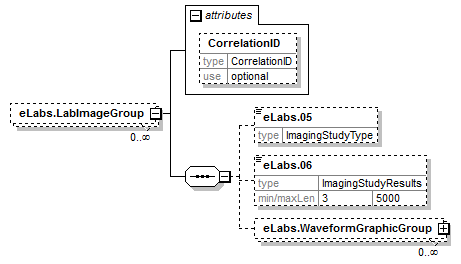 attributes
CorrelationID
type CorrelationID
use optional
eLabs.LabImageGroup
0..∞
eLabs.05
type ImagingStudyType
eLabs.06
type ImagingStudyResults
min/maxLen 3 5000
eLabs.WaveformGraphicGroup
0..∞